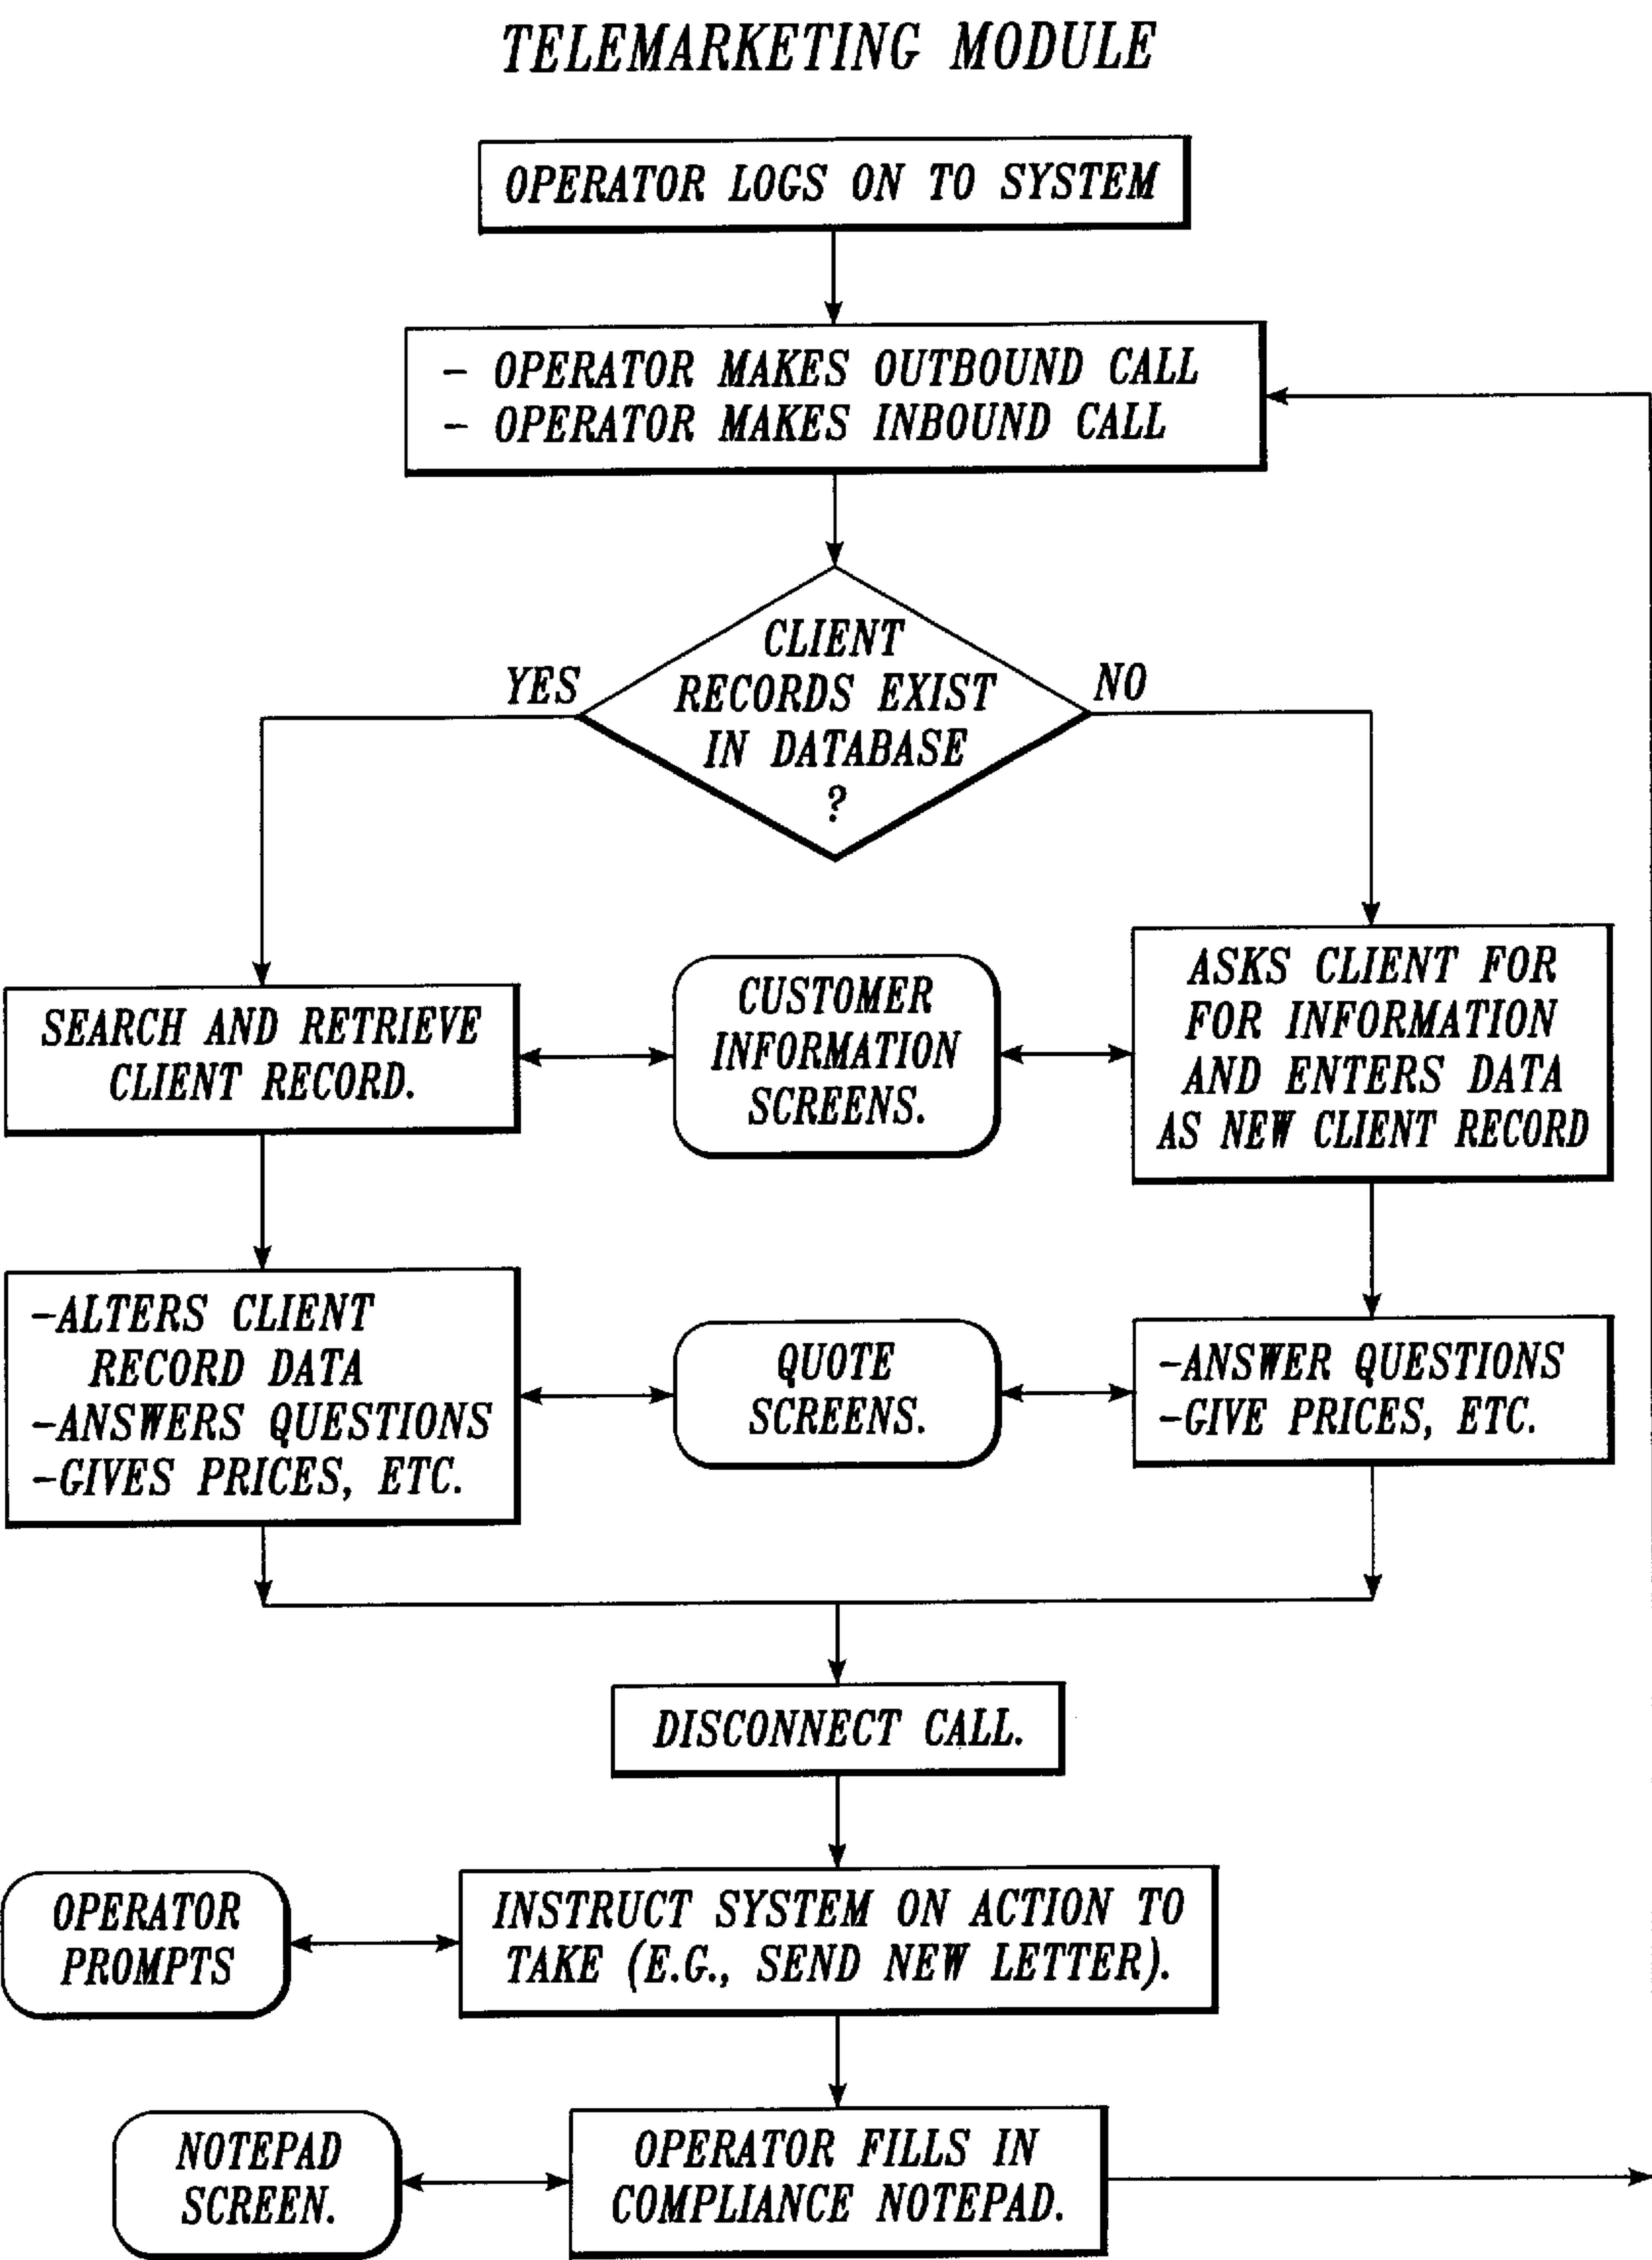 TELEMARKETING MODULE
OPERATOR LOGS ON TO SYSTEM
- OPERATOR MAKES OUTBOUND CALL
- OPERATOR MAKES INBOUND CALL
CLIENT
RECORDS EXIST
IN DATABASE
?
YES
NO
SEARCH AND RETRIEVE
CLIENT RECORD.
CUSTOMER
INFORMATION
SCREENS.
ASKS CLIENT FOR
FOR INFORMATION
AND ENTERS DATA
AS NEW CLIENT RECORD
-ALTERS CLIENT
RECORD DATA
-ANSWERS QUESTIONS
-GIVES PRICES, ETC.
QUOTE
SCREENS.
-ANSWER QUESTIONS
-GIVE PRICES, ETC.
DISCONNECT CALL.
OPERATOR
PROMPTS
INSTRUCT SYSTEM ON ACTION TO
TAKE (E.G., SEND NEW LETTER).
NOTEPAD
SCREEN.
OPERATOR FILLS IN
COMPLIANCE NOTEPAD.